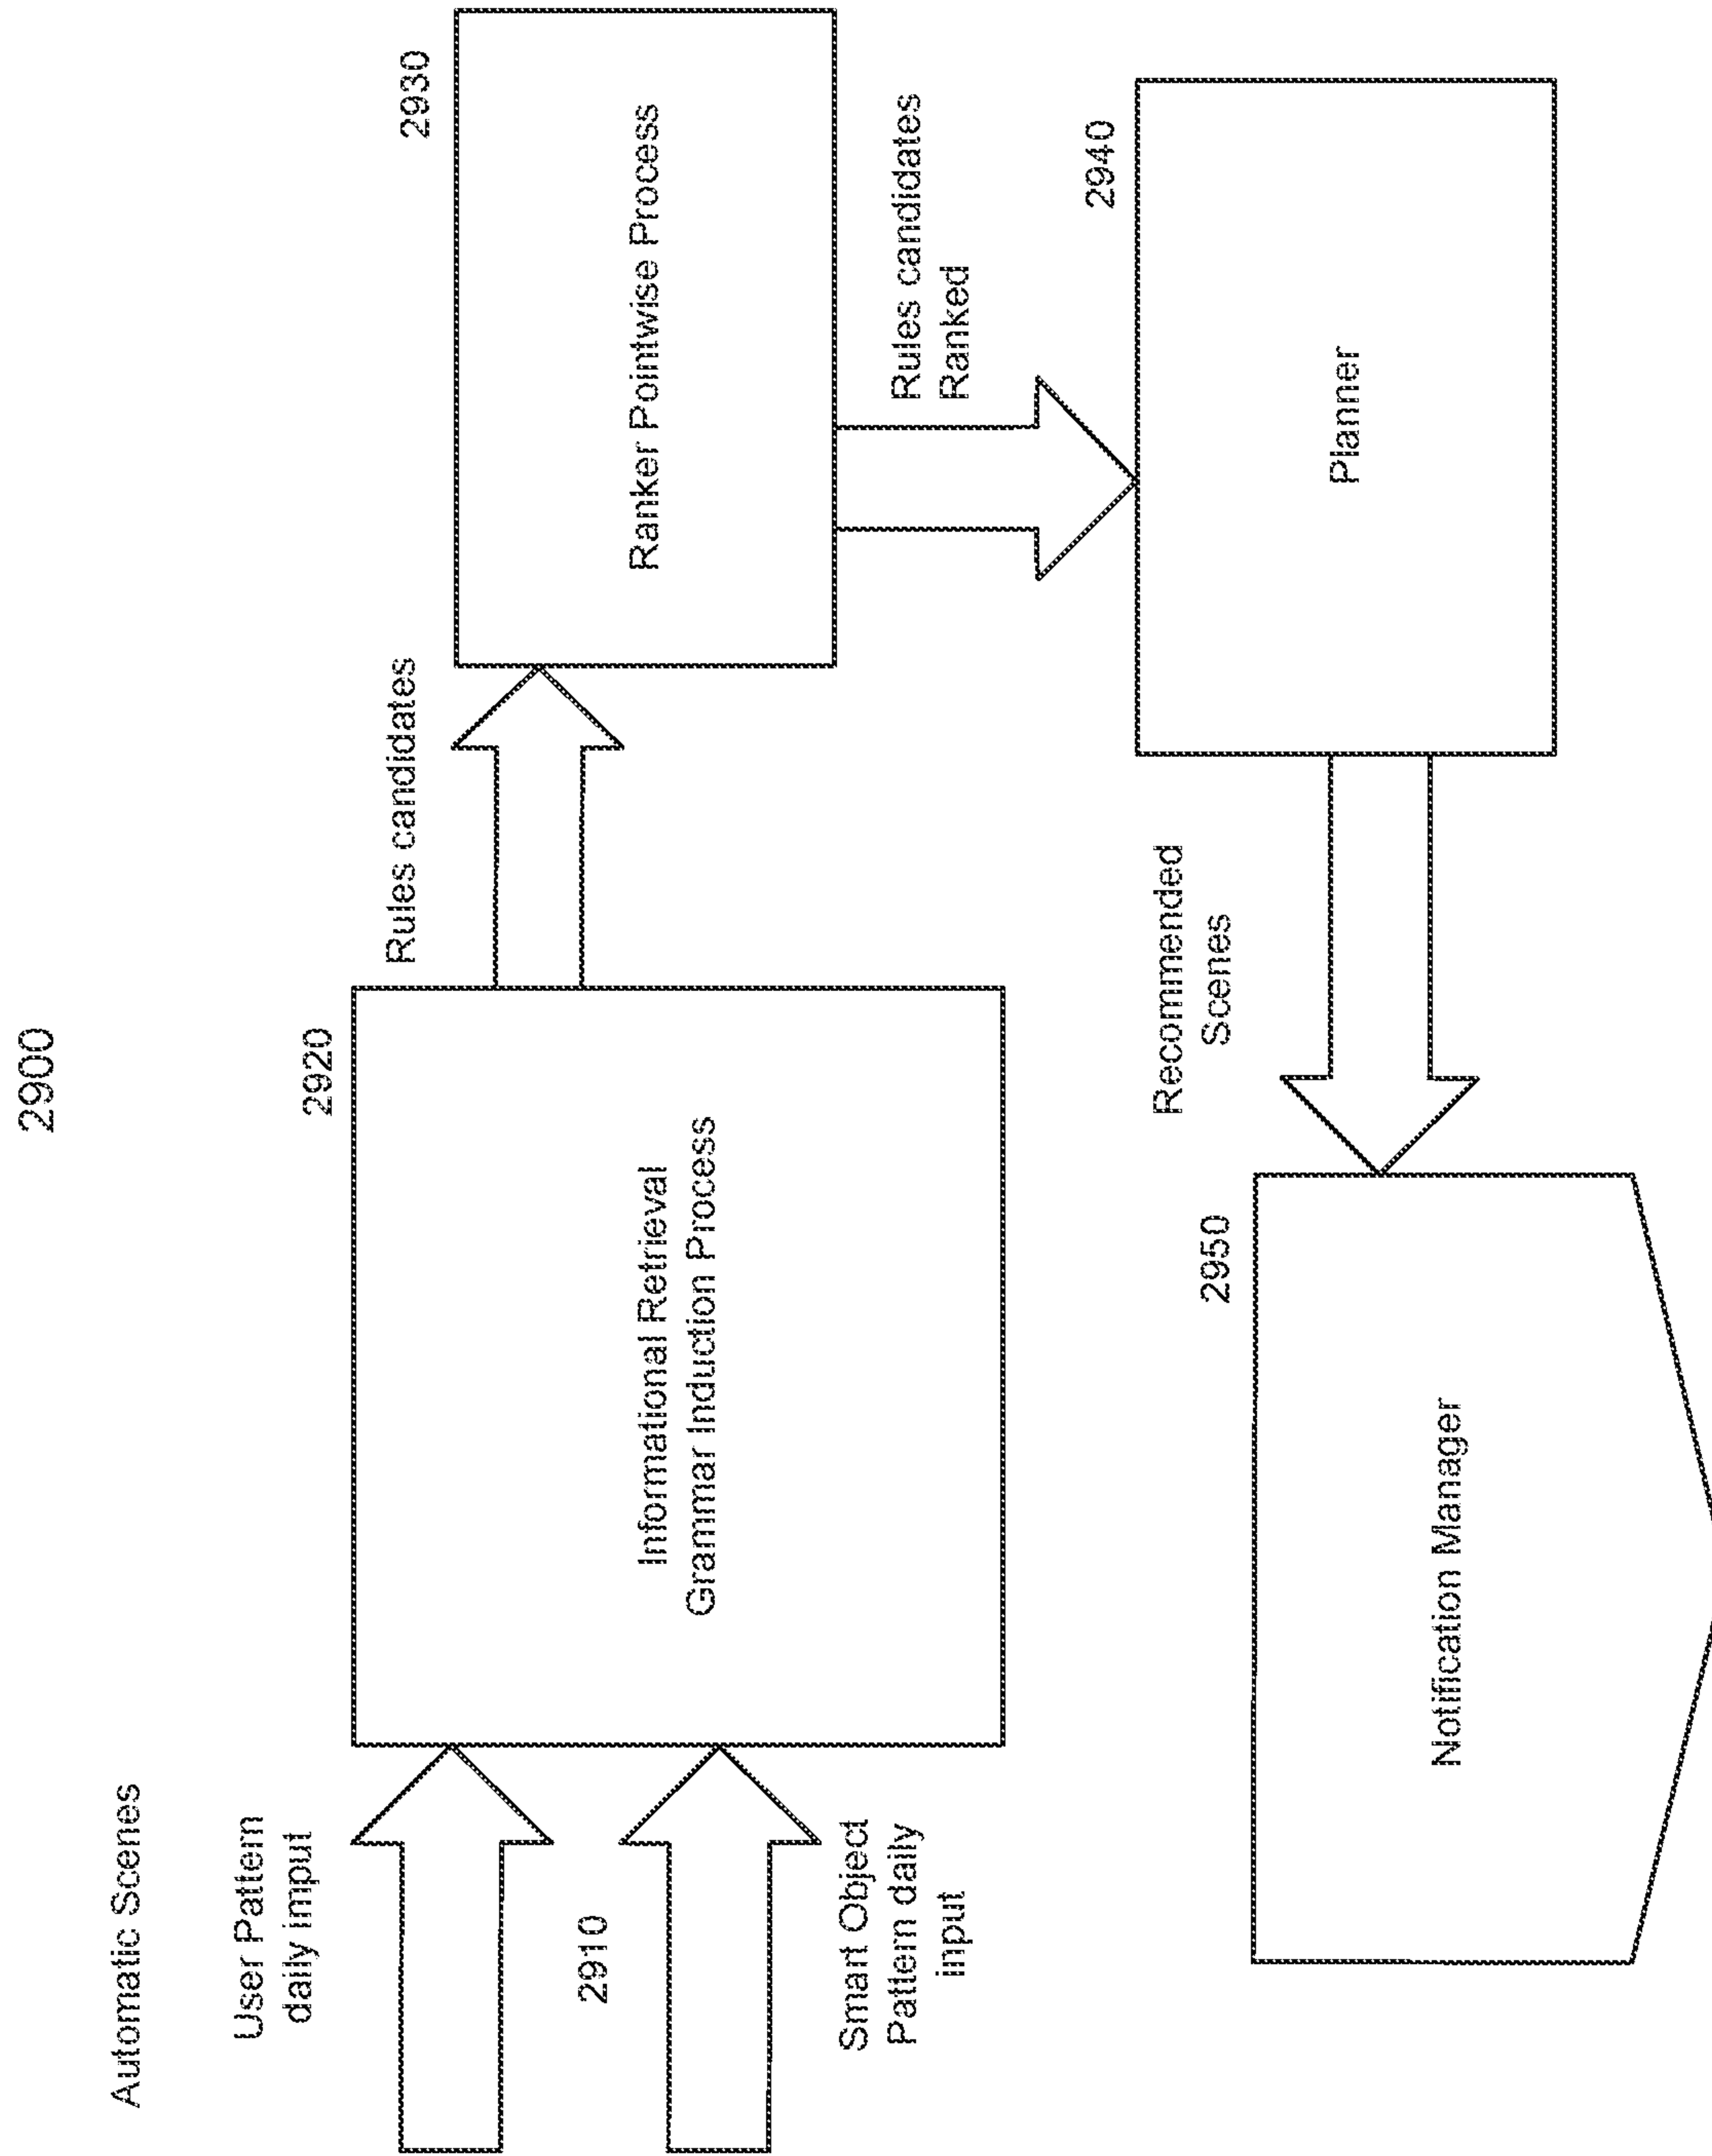 2900
Automatic Scenes
User Pattern
daily input
2910
Smart Object
Pattern daily
input
2920
Informational Retrieval
Grammar Induction Process
Rules candidates
2930
Ranker Pointwise Process
Rules candidates
Ranked
2940
Planner
Recommended
Scenes
2950
Notification Manager